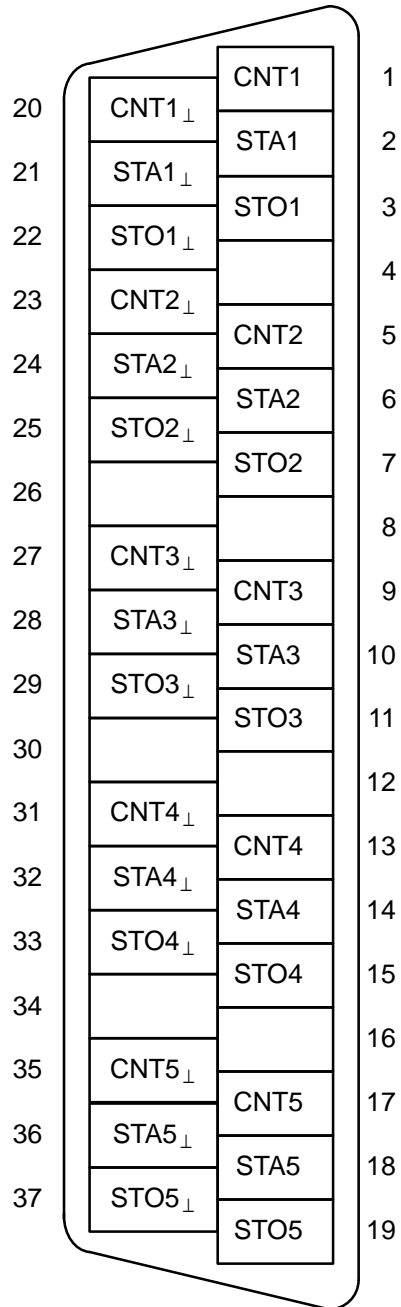 CNT1 1
20 CNT1⊥
STA1 2
21 STA1⊥
STO1 3
22 STO1⊥
4
23 CNT2⊥
CNT2 5
24 STA2⊥
STA2 6
25 STO2⊥
STO2 7
26
8
27 CNT3⊥
CNT3 9
28 STA3⊥
STA3 10
29 STO3⊥
STO3 11
30
12
31 CNT4⊥
CNT4 13
32 STA4⊥
STA4 14
33 STO4⊥
STO4 15
34
16
35 CNT5⊥
CNT5 17
36 STA5⊥
STA5 18
37 STO5⊥
STO5 19